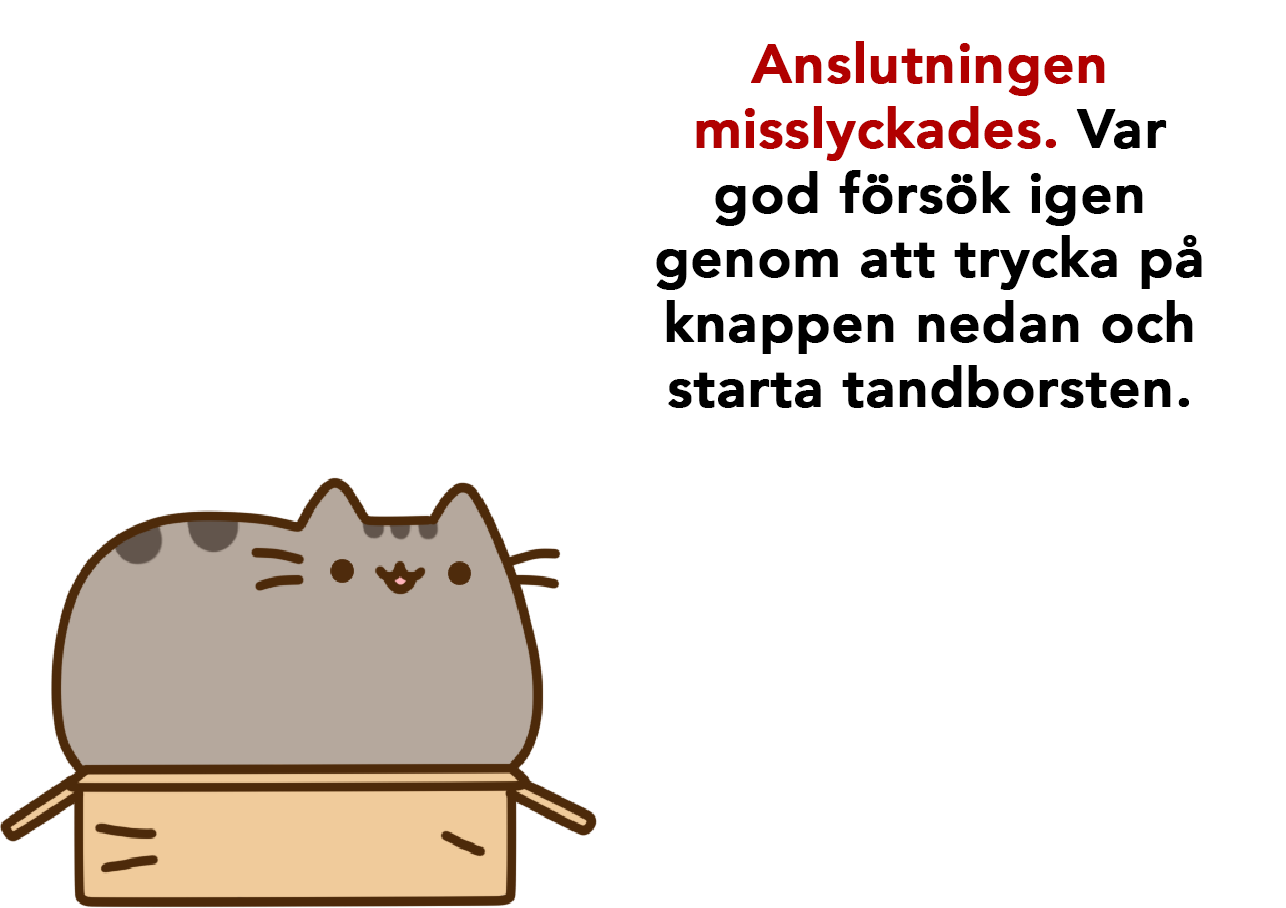 Anslutningen
misslyckades. Var
god försök igen
genom att trycka på
knappen nedan och
starta tandborsten.